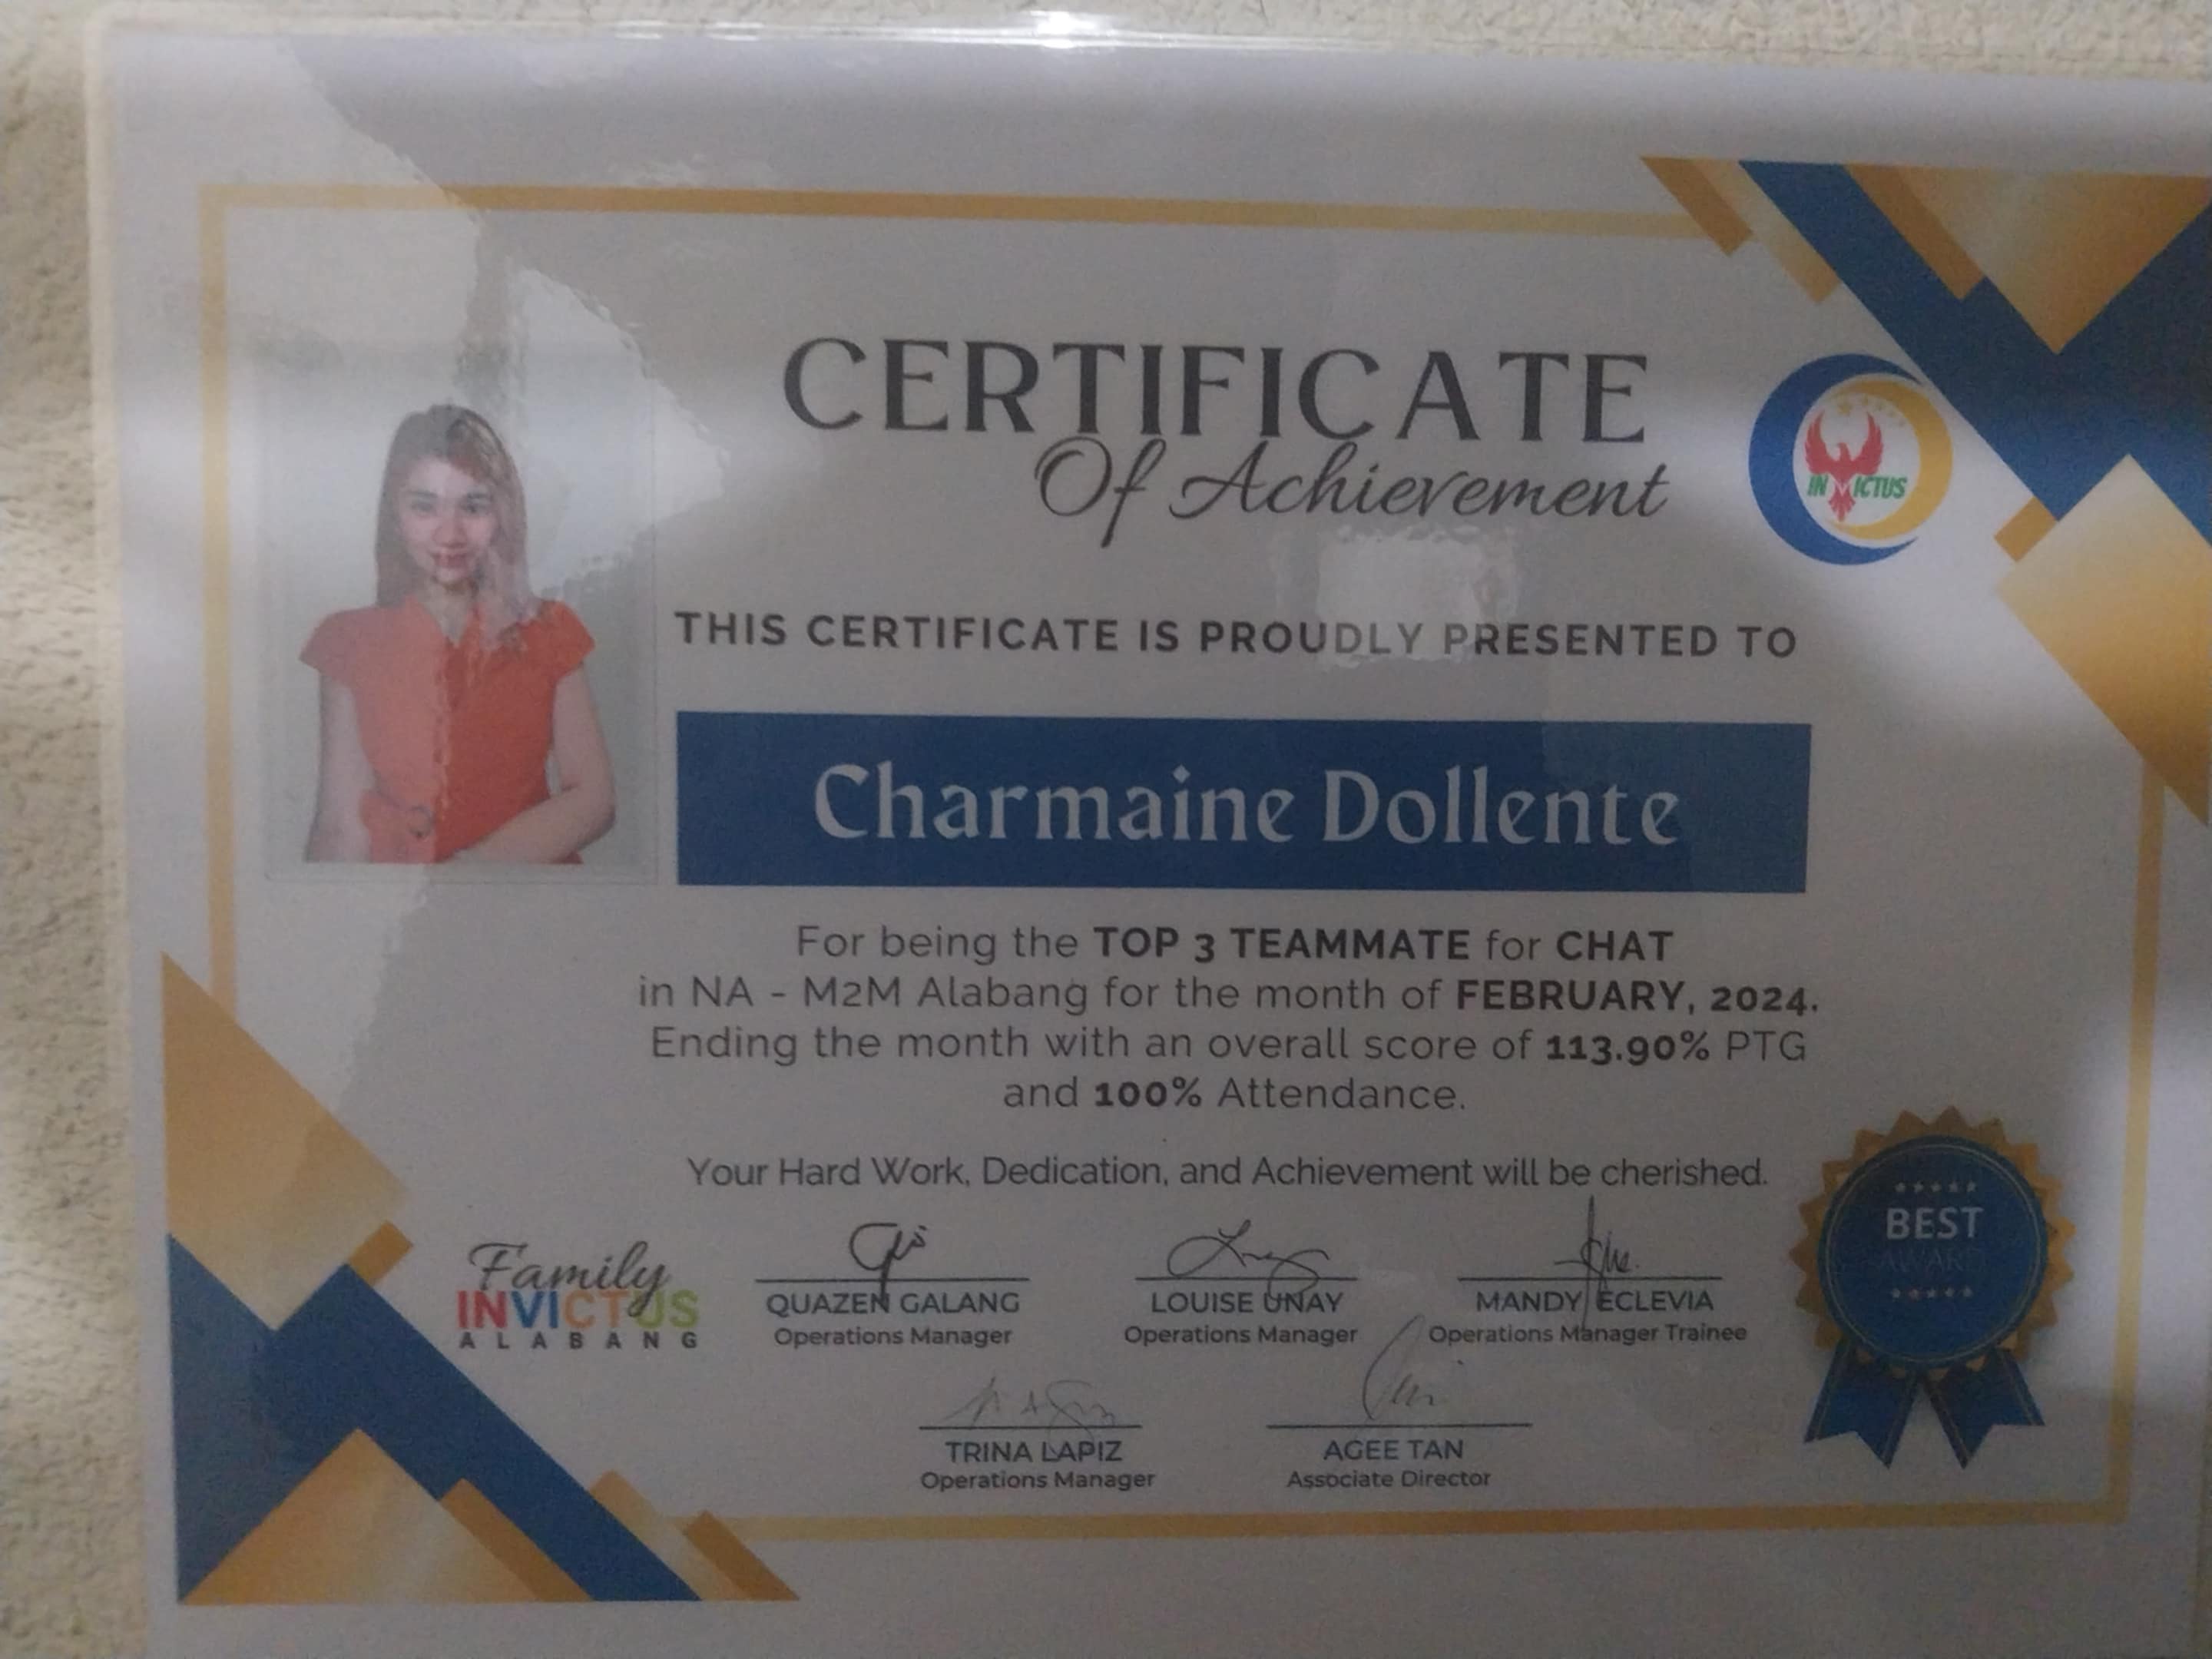 CERTIFICATE
Of Achievement
INVICTUS
THIS CERTIFICATE IS PROUDLY PRESENTED TO
Charmaine Dollente
For being the TOP 3 TEAMMATE for CHAT
in NA - M2M Alabang for the month of FEBRUARY, 2024.
Ending the month with an overall score of 113.90% PTG
and 100% Attendance.
Your Hard Work, Dedication, and Achievement will be cherished.
Family
INVICTUS
ALABANG
QUAZEN GALANG
Operations Manager
LOUISE UNAY
Operations Manager
MANDY ECLEVIA
Operations Manager Trainee
BEST
AWARD
TRINA LAPIZ
Operations Manager
AGEE TAN
Associate Director